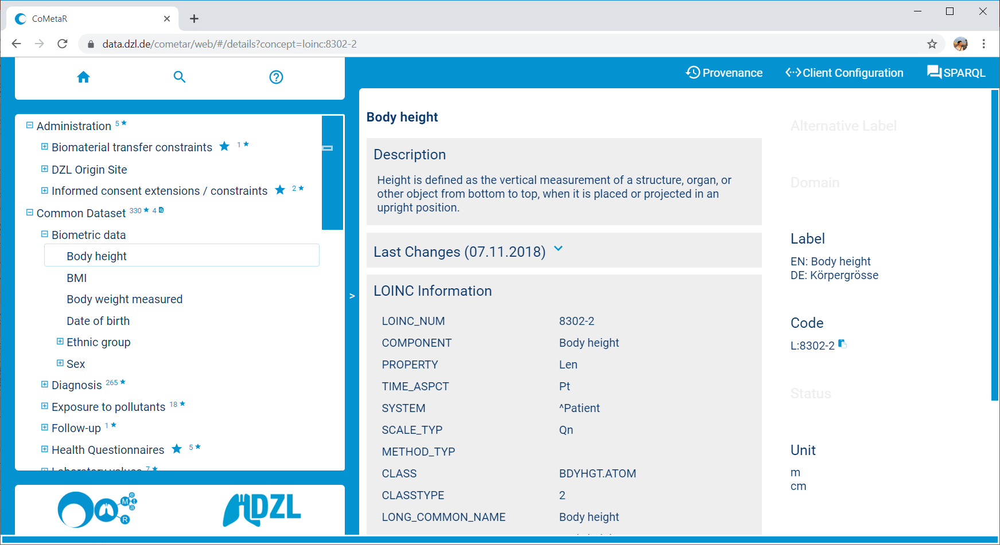 CoMetaR
data.dzl.de/cometar/web/#/details?concept=loinc:8302-2
Provenance
Client Configuration
SPARQL
Administration 5
Biomaterial transfer constraints 1
DZL Origin Site
Informed consent extensions / constraints 2
Common Dataset 330 4
Biometric data
Body height
BMI
Body weight measured
Date of birth
Ethnic group
Sex
Diagnosis 265
Exposure to pollutants 18
Follow-up 1
Health Questionnaires 5
Laboratory values 7
Me
ta
R
DZL
>
Body height
Description
Height is defined as the vertical measurement of a structure, organ, or
other object from bottom to top, when it is placed or projected in an
upright position.
Last Changes (07.11.2018)
LOINC Information
LOINC_NUM 8302-2
COMPONENT Body height
PROPERTY Len
TIME_ASPCT Pt
SYSTEM ^Patient
SCALE_TYP Qn
METHOD_TYP
CLASS BDYHGT.ATOM
CLASSTYPE 2
LONG_COMMON_NAME Body height
Alternative Label
Domain
Label
EN: Body height
DE: Körpergrösse
Code
L:8302-2
Status
Unit
m
cm